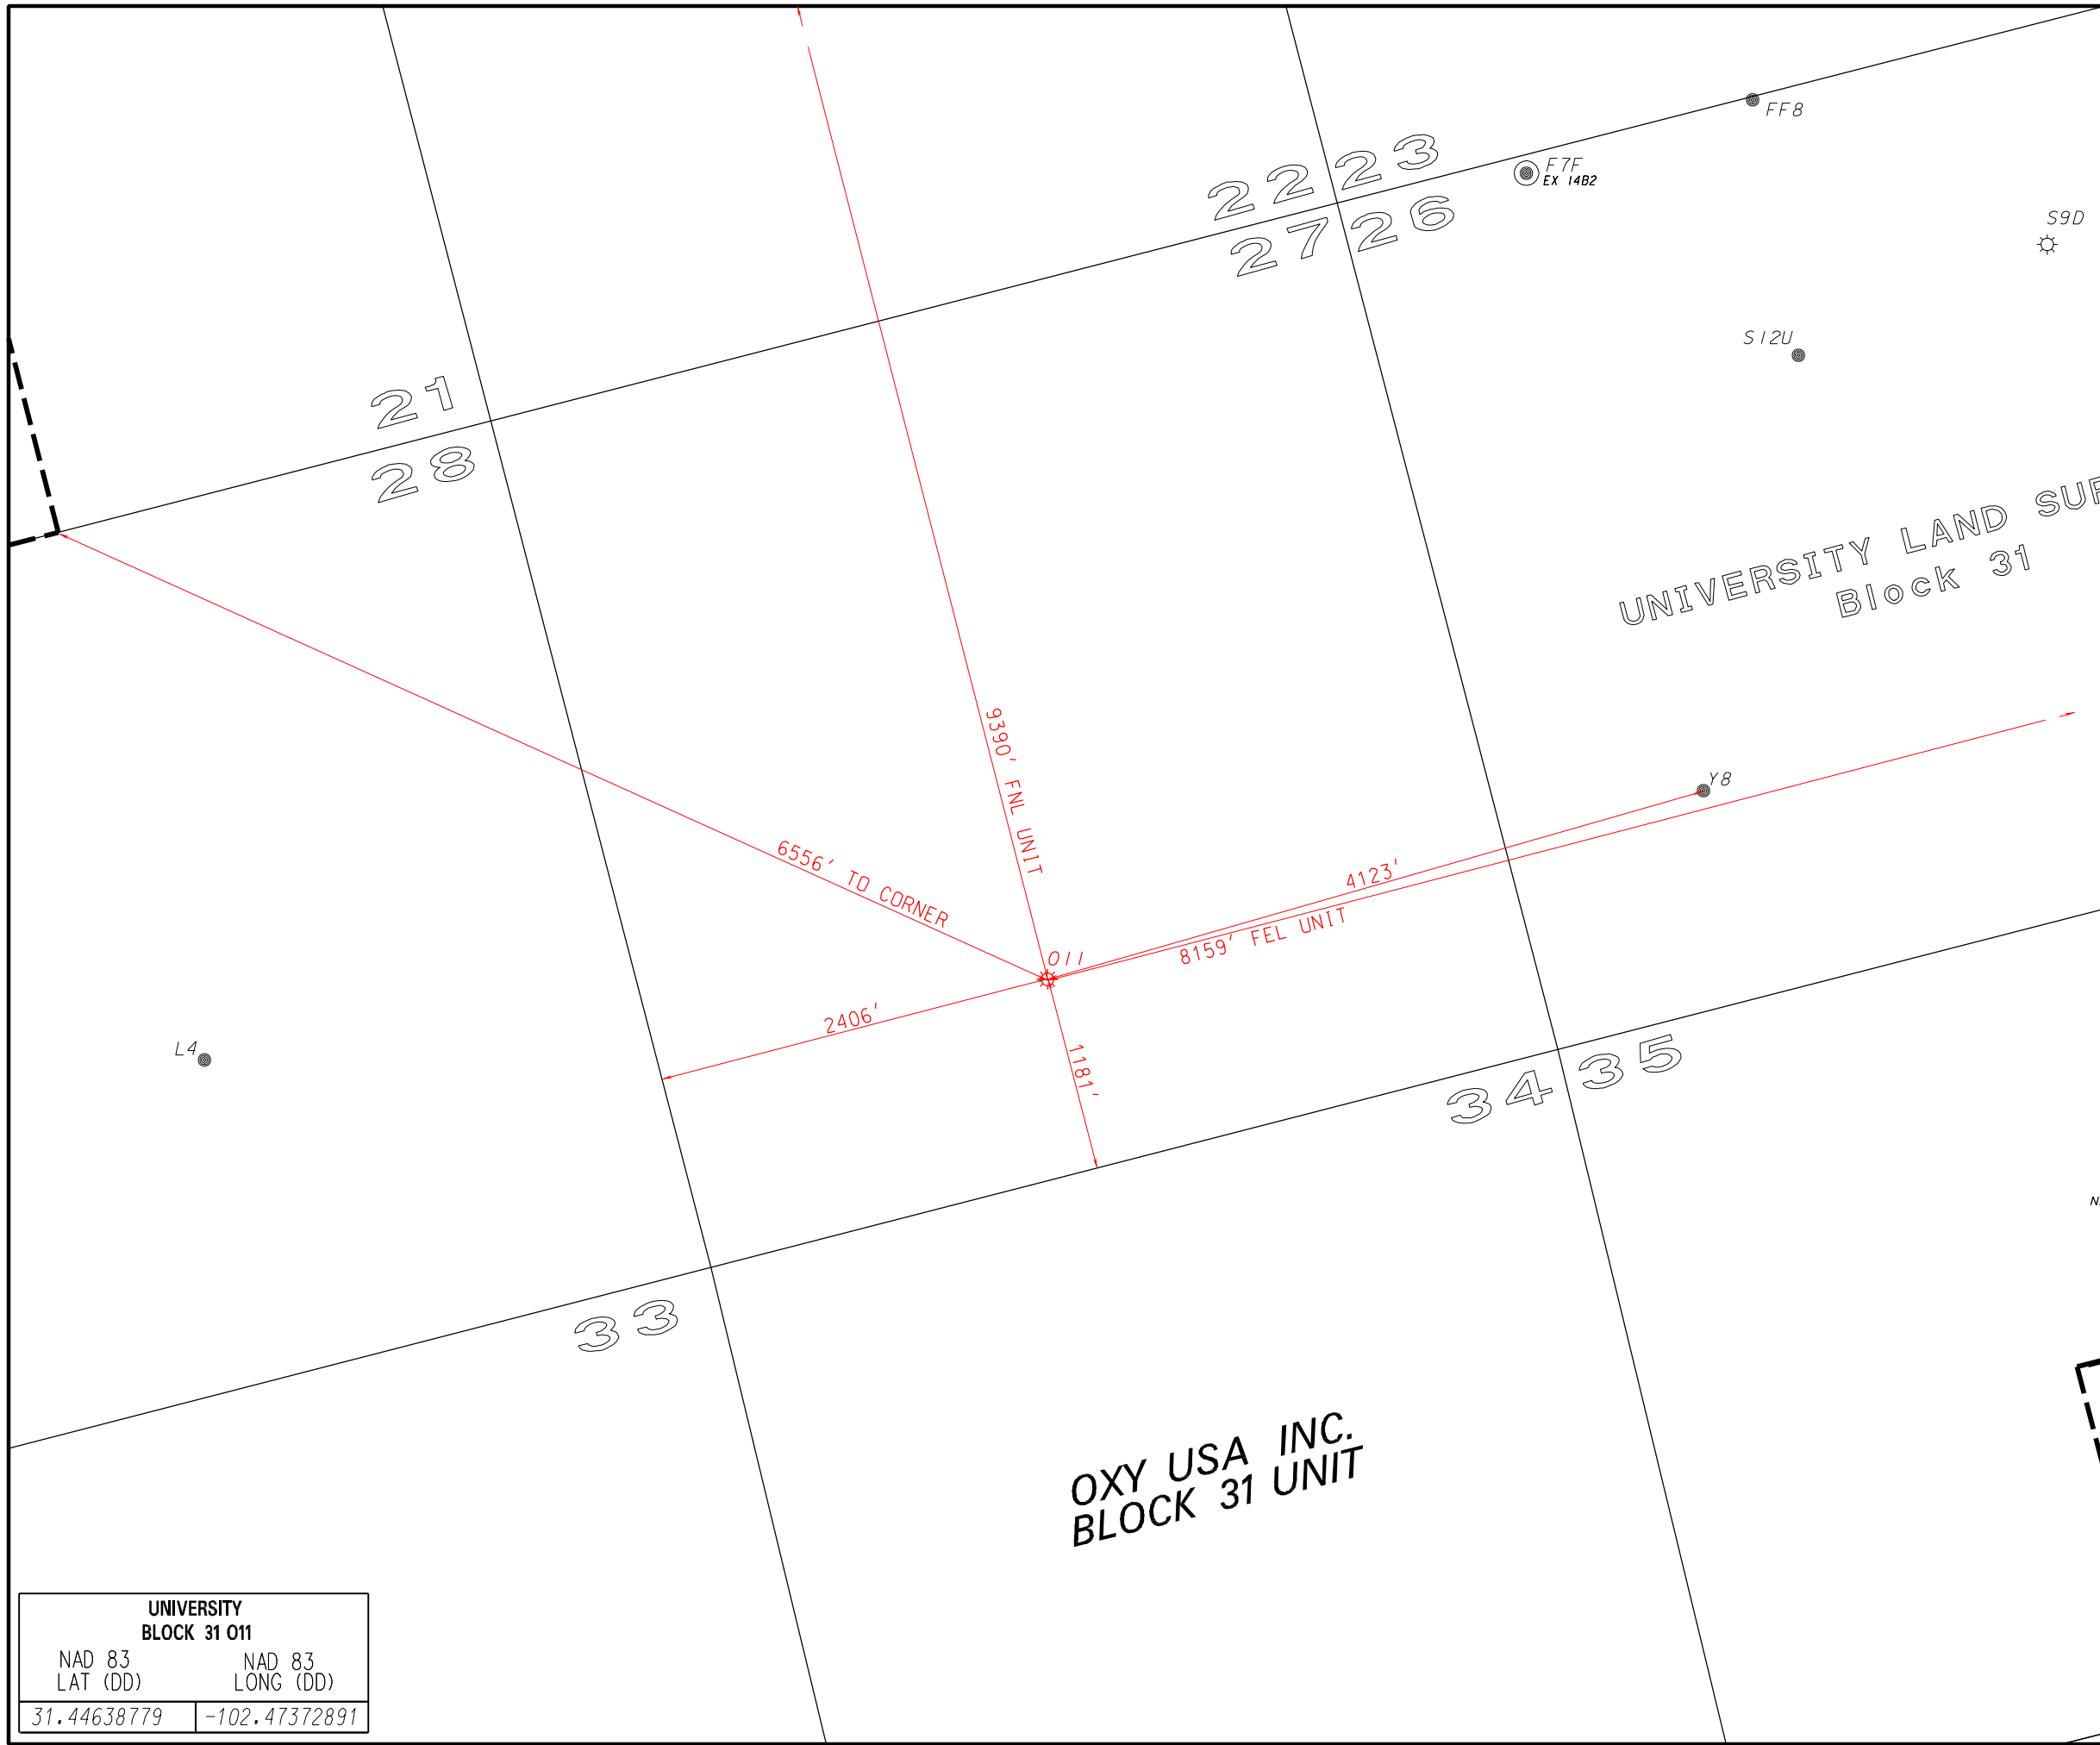 FF8
22 23
F7F
EX 14B2
27 26
S9D
S12U
21
28
UNIVERSITY LAND
Block 31
9390' FNL UNIT
Y8
6556' TO CORNER
4123'
8159' FEL UNIT
O11
2406'
L4
1181'
34 35
33
OXY USA INC.
BLOCK 31 UNIT
UNIVERSITY
BLOCK 31 O11
NAD 83 NAD 83
LAT (DD) LONG (DD)
31.44638779 -102.47372891